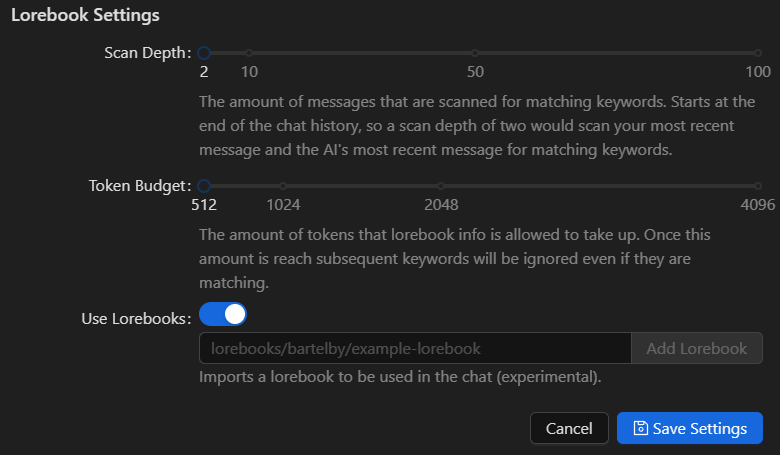 Lorebook Settings
Scan Depth:
2 10 50 100
The amount of messages that are scanned for matching keywords. Starts at the
end of the chat history, so a scan depth of two would scan your most recent
message and the AI's most recent message for matching keywords.
Token Budget:
512 1024 2048 4096
The amount of tokens that lorebook info is allowed to take up. Once this
amount is reach subsequent keywords will be ignored even if they are
matching.
Use Lorebooks:
lorebooks/bartelby/example-lorebook Add Lorebook
Imports a lorebook to be used in the chat (experimental).
Cancel Save Settings